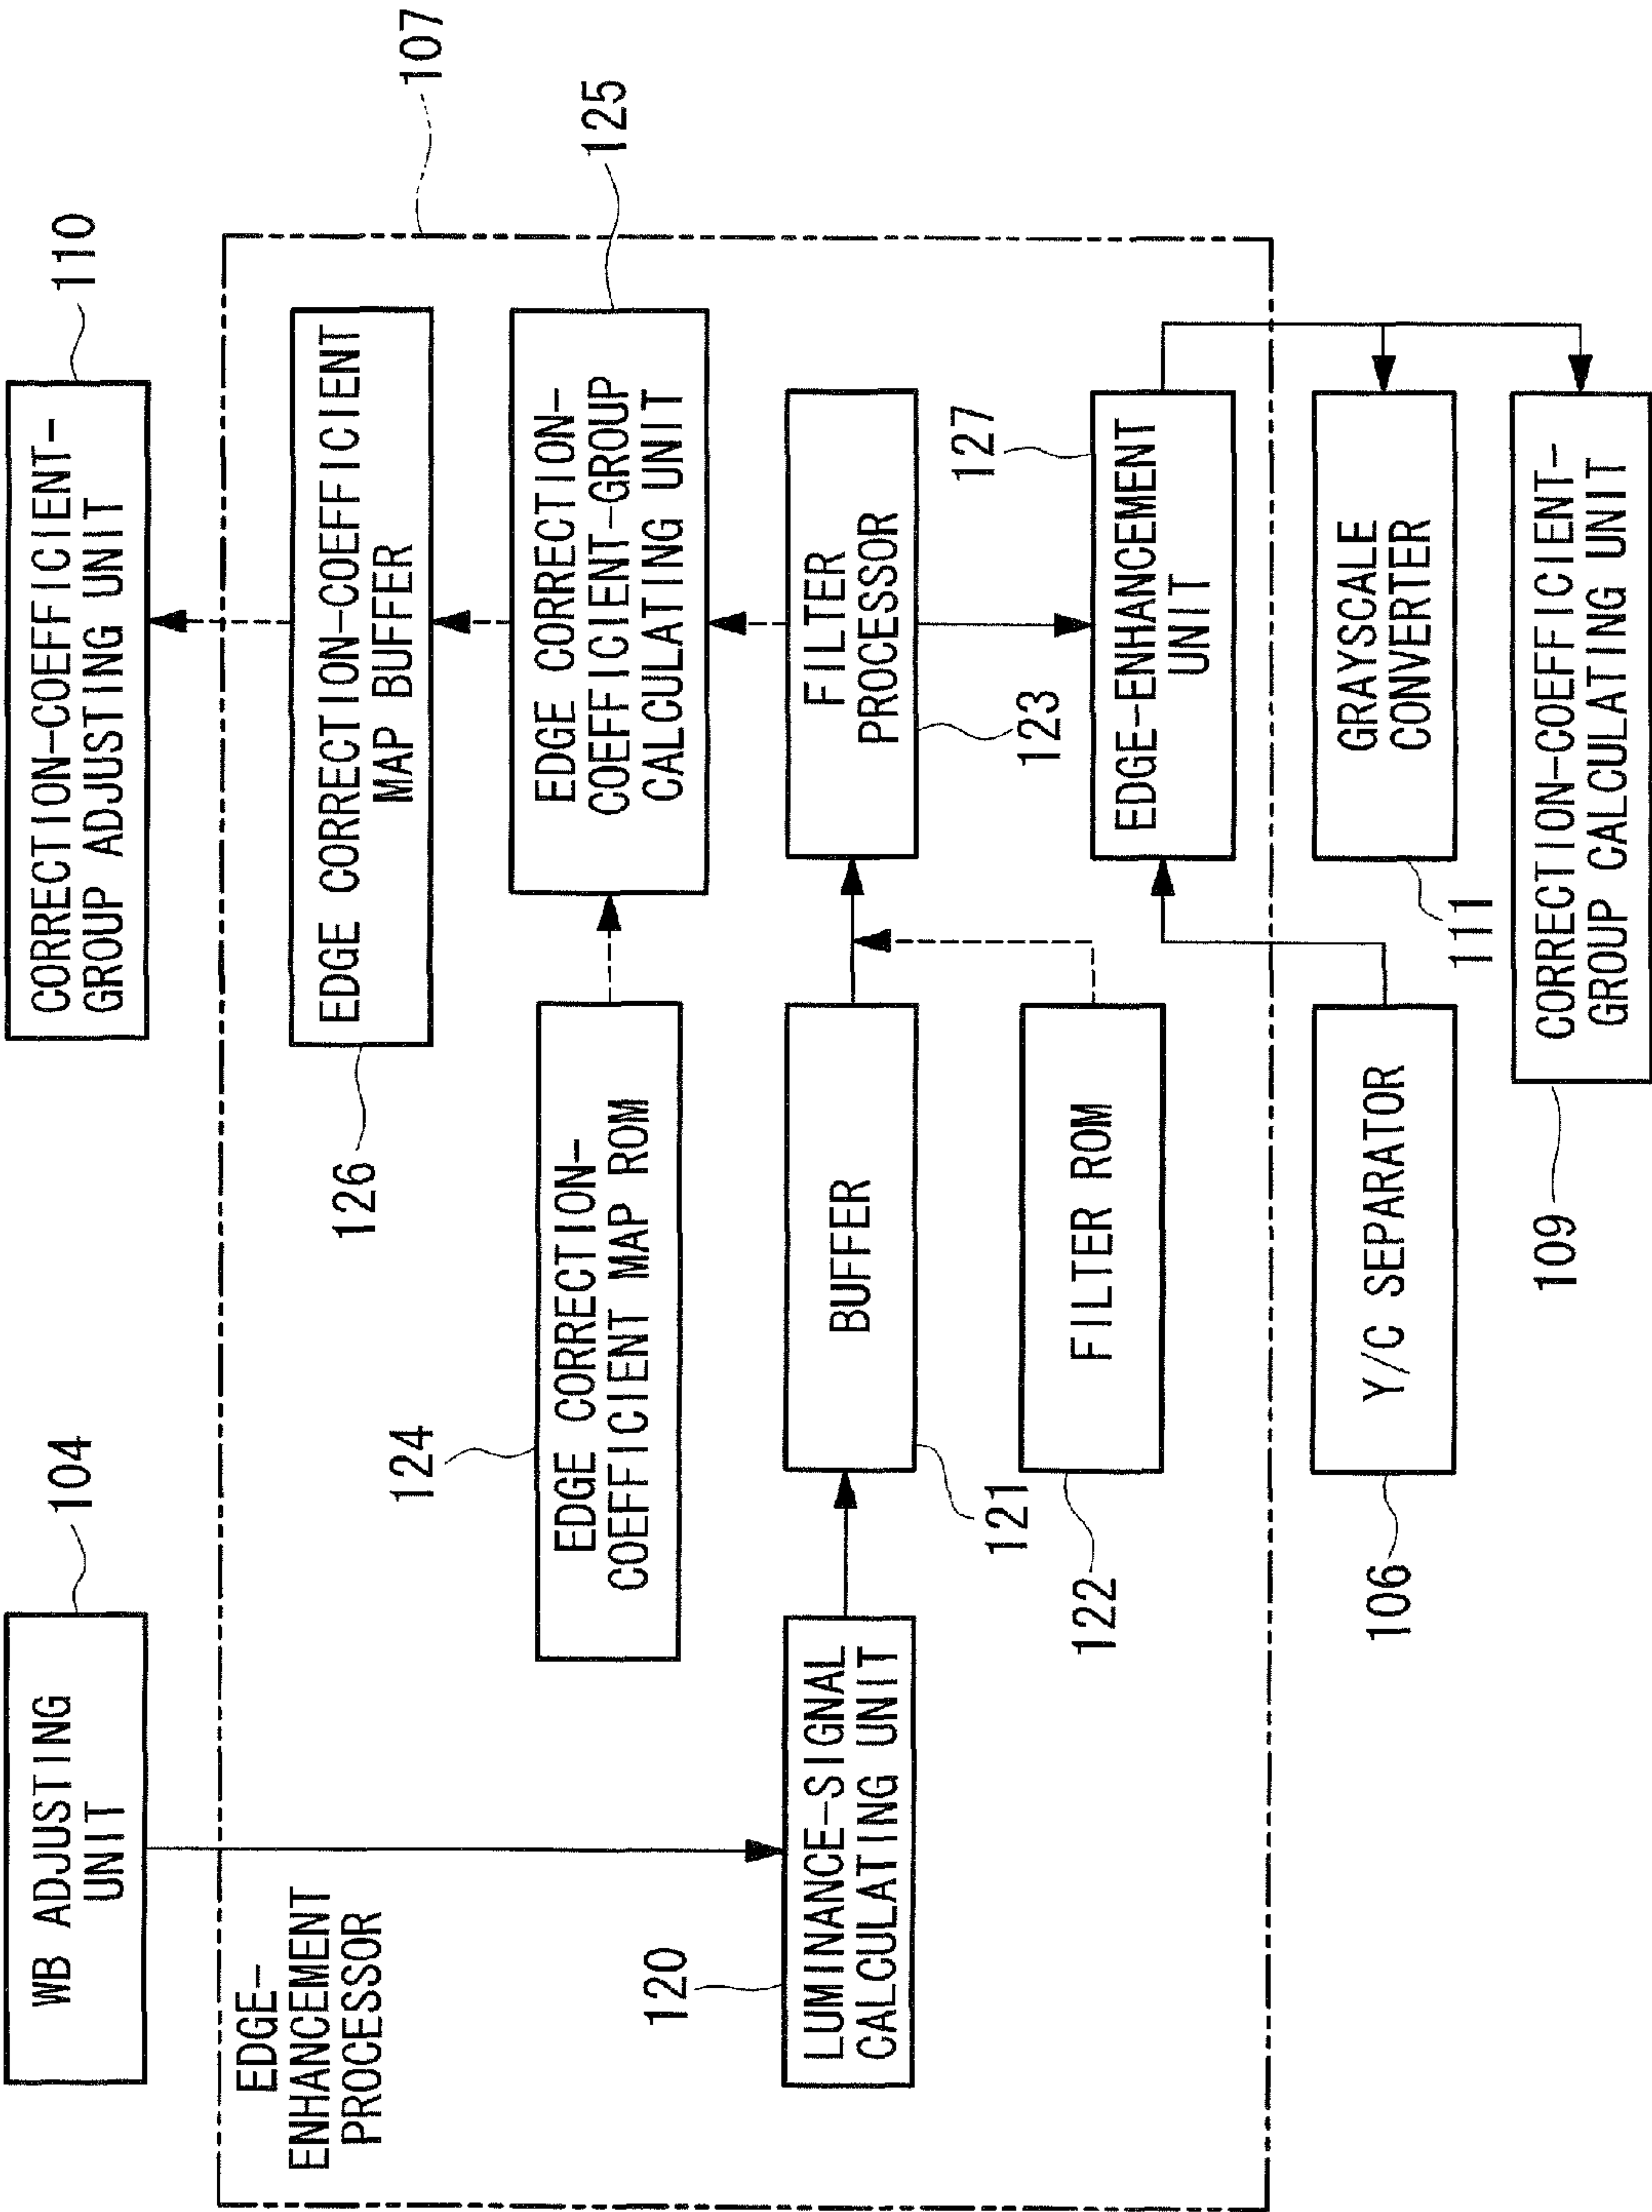 WB ADJUSTING
UNIT
104
CORRECTION-COEFFICIENT-
GROUP ADJUSTING UNIT
110
EDGE-
ENHANCEMENT
PROCESSOR
107
EDGE CORRECTION-COEFFICIENT
MAP BUFFER
126
124
EDGE CORRECTION-
COEFFICIENT MAP ROM
EDGE CORRECTION-
COEFFICIENT-GROUP
CALCULATING UNIT
125
120
LUMINANCE-SIGNAL
CALCULATING UNIT
BUFFER
121
FILTER
PROCESSOR
123
FILTER ROM
122
127
EDGE-ENHANCEMENT
UNIT
Y/C SEPARATOR
106
GRAYSCALE
CONVERTER
111
CORRECTION-COEFFICIENT-
GROUP CALCULATING UNIT
109